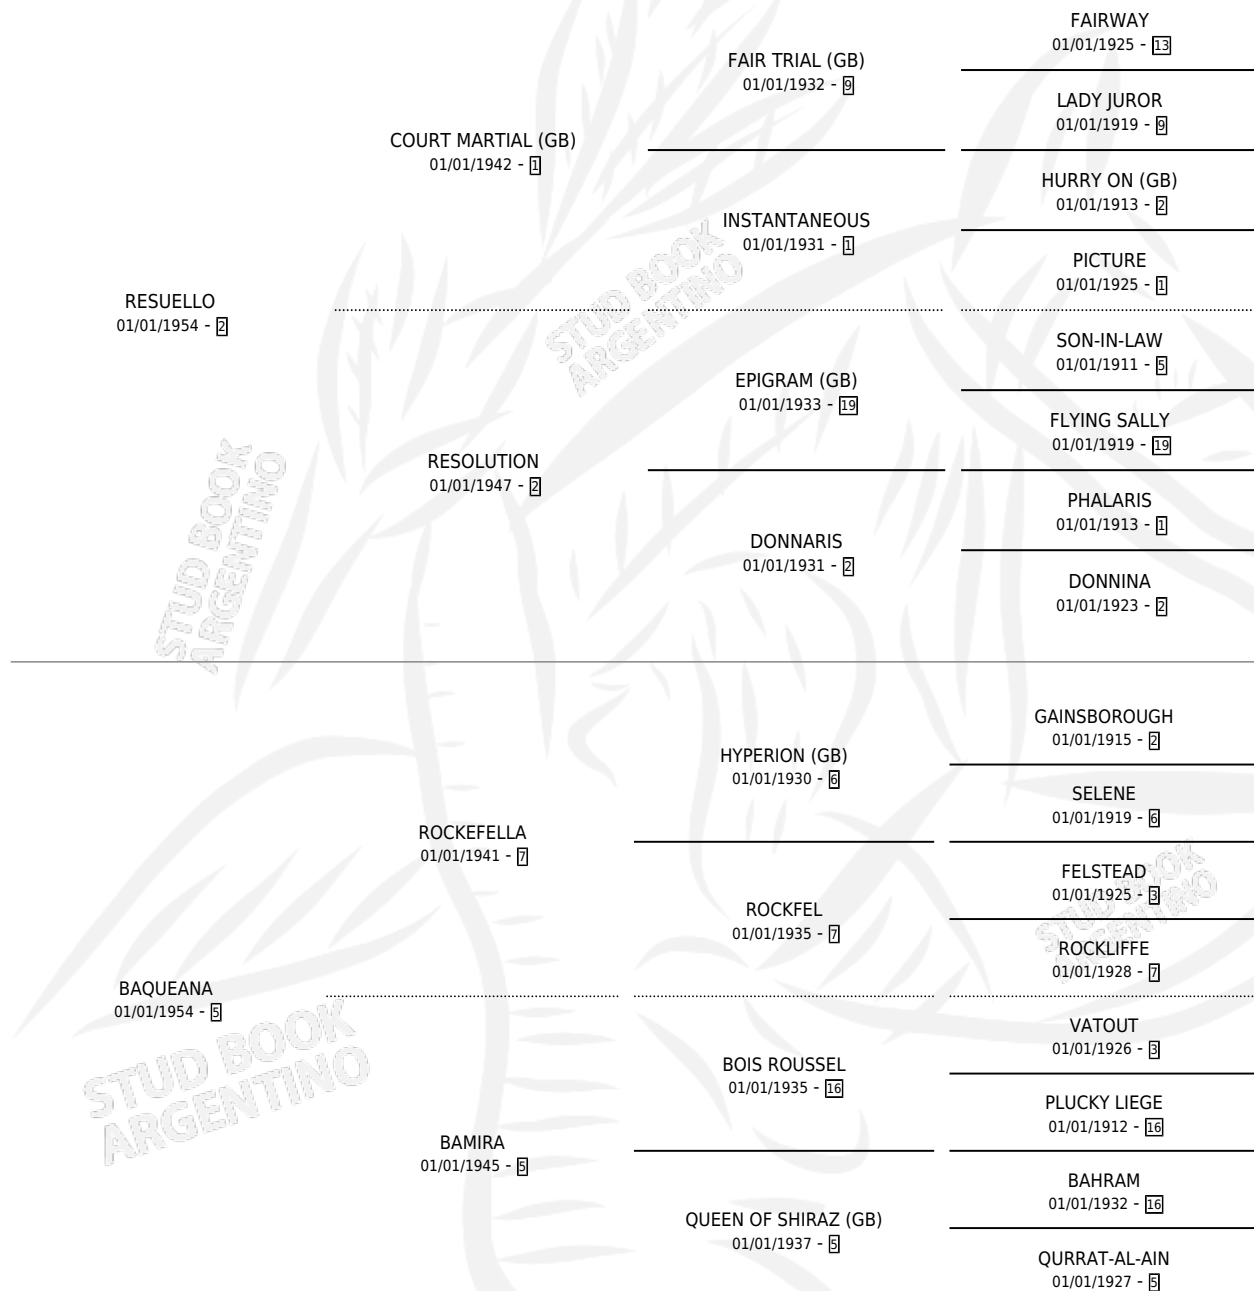 FAIRWAY
01/01/1925 - 13
FAIR TRIAL (GB)
01/01/1932 - 9
LADY JUROR
01/01/1919 - 9
COURT MARTIAL (GB)
01/01/1942 - 1
HURRY ON (GB)
01/01/1913 - 2
INSTANTANEOUS
01/01/1931 - 1
PICTURE
01/01/1925 - 1
RESUELLO
01/01/1954 - 2
SON-IN-LAW
01/01/1911 - 5
EPIGRAM (GB)
01/01/1933 - 19
FLYING SALLY
01/01/1919 - 19
RESOLUTION
01/01/1947 - 2
PHALARIS
01/01/1913 - 1
DONNARIS
01/01/1931 - 2
DONNINA
01/01/1923 - 2
STUD BOOK
ARGENTINO
STUD BOOK
ARGENTINO
GAINSBOROUGH
01/01/1915 - 2
HYPERION (GB)
01/01/1930 - 6
SELENE
01/01/1919 - 6
ROCKEFELLA
01/01/1941 - 7
FELSTEAD
01/01/1925 - 3
ROCKFEL
01/01/1935 - 7
ROCKLIFFE
01/01/1928 - 7
STUD BOOK
ARGENTINO
BAQUEANA
01/01/1954 - 5
VATOUT
01/01/1926 - 3
BOIS ROUSSEL
01/01/1935 - 16
PLUCKY LIEGE
01/01/1912 - 16
STUD BOOK
ARGENTINO
BAMIRA
01/01/1945 - 5
BAHRAM
01/01/1932 - 16
QUEEN OF SHIRAZ (GB)
01/01/1937 - 5
QURRAT-AL-AIN
01/01/1927 - 5